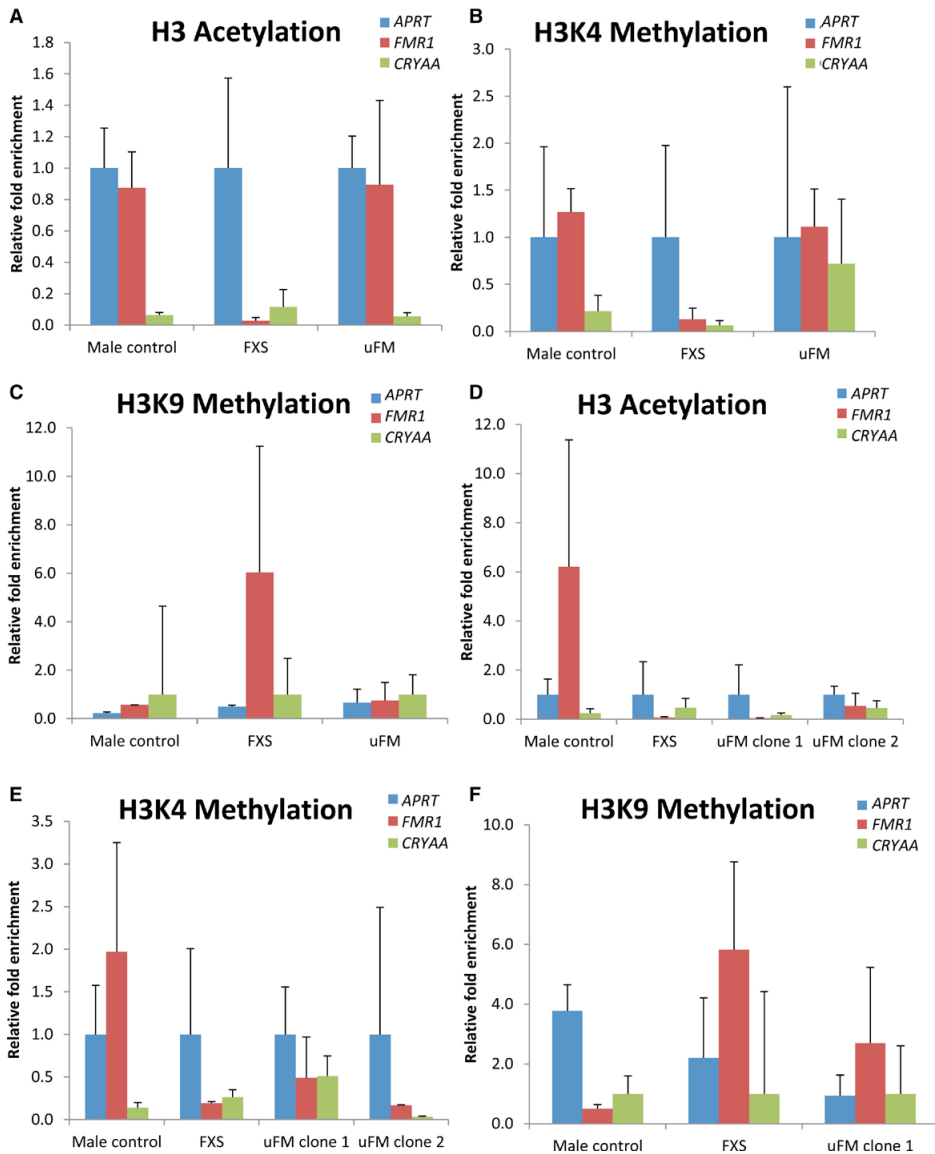 A
H3 Acetylation
APRT
FMR1
CRYAA
Relative fold enrichment
1.8
1.6
1.4
1.2
1.0
0.8
0.6
0.4
0.2
0.0
Male control FXS uFM
B
H3K4 Methylation
APRT
FMR1
CRYAA
Relative fold enrichment
3.0
2.5
2.0
1.5
1.0
0.5
0.0
Male control FXS uFM
C
H3K9 Methylation
APRT
FMR1
CRYAA
Relative fold enrichment
12.0
10.0
8.0
6.0
4.0
2.0
0.0
Male control FXS uFM
D
H3 Acetylation
APRT
FMR1
CRYAA
Relative fold enrichment
12.0
10.0
8.0
6.0
4.0
2.0
0.0
Male control FXS uFM clone 1 uFM clone 2
E
H3K4 Methylation
APRT
FMR1
CRYAA
Relative fold enrichment
3.5
3.0
2.5
2.0
1.5
1.0
0.5
0.0
Male control FXS uFM clone 1 uFM clone 2
F
H3K9 Methylation
APRT
FMR1
CRYAA
Relative fold enrichment
10.0
8.0
6.0
4.0
2.0
0.0
Male control FXS uFM clone 1